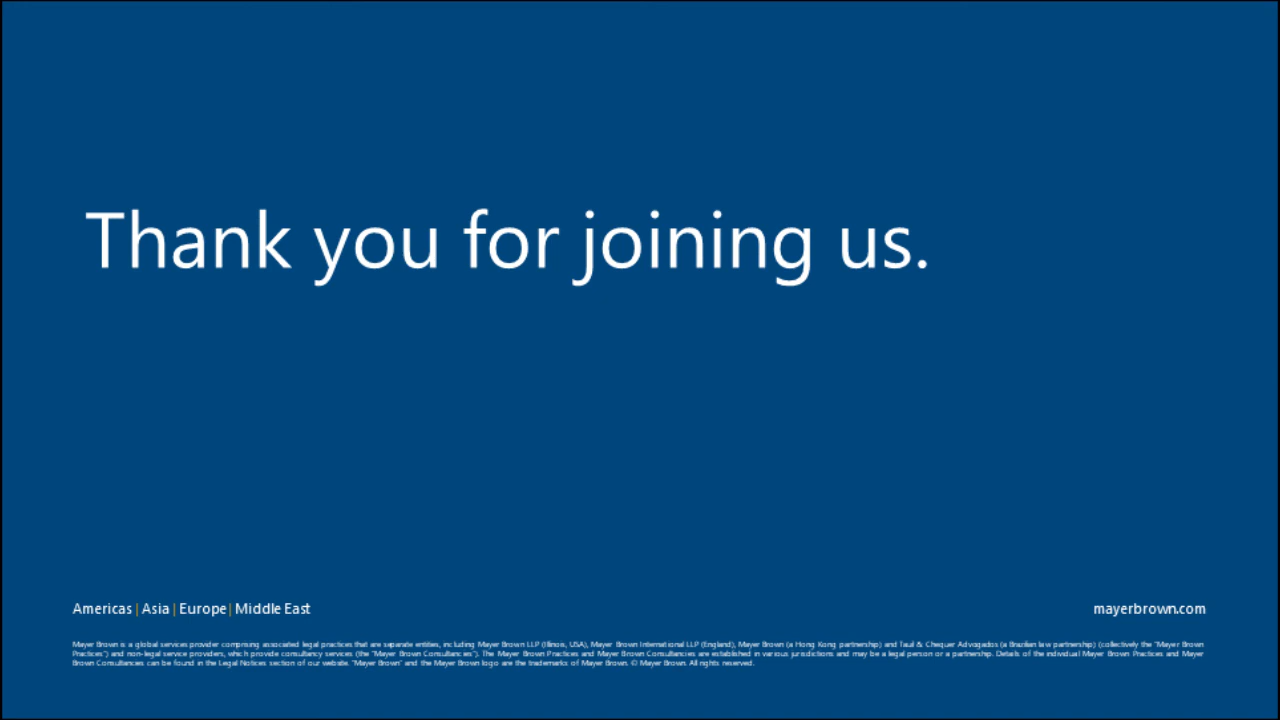 Thank you for joining us.
Americas | Asia | Europe | Middle East
mayerbrown.com
Mayer Brown is a global services provider comprising associated legal practices that are separate entities, including Mayer Brown LLP (Illinois, USA), Mayer Brown International LLP (England), Mayer Brown (a Hong Kong partnership) and Tauil & Chequer Advogados (a Brazilian law partnership) (collectively the "Mayer Brown
Practices") and non-legal service providers, which provide consultancy services (the "Mayer Brown Consultancies"). The Mayer Brown Practices and Mayer Brown Consultancies are established in various jurisdictions and may be a legal person or a partnership. Details of the individual Mayer Brown Practices and Mayer
Brown Consultancies can be found in the Legal Notices section of our website. "Mayer Brown" and the Mayer Brown logo are the trademarks of Mayer Brown. © Mayer Brown. All rights reserved.